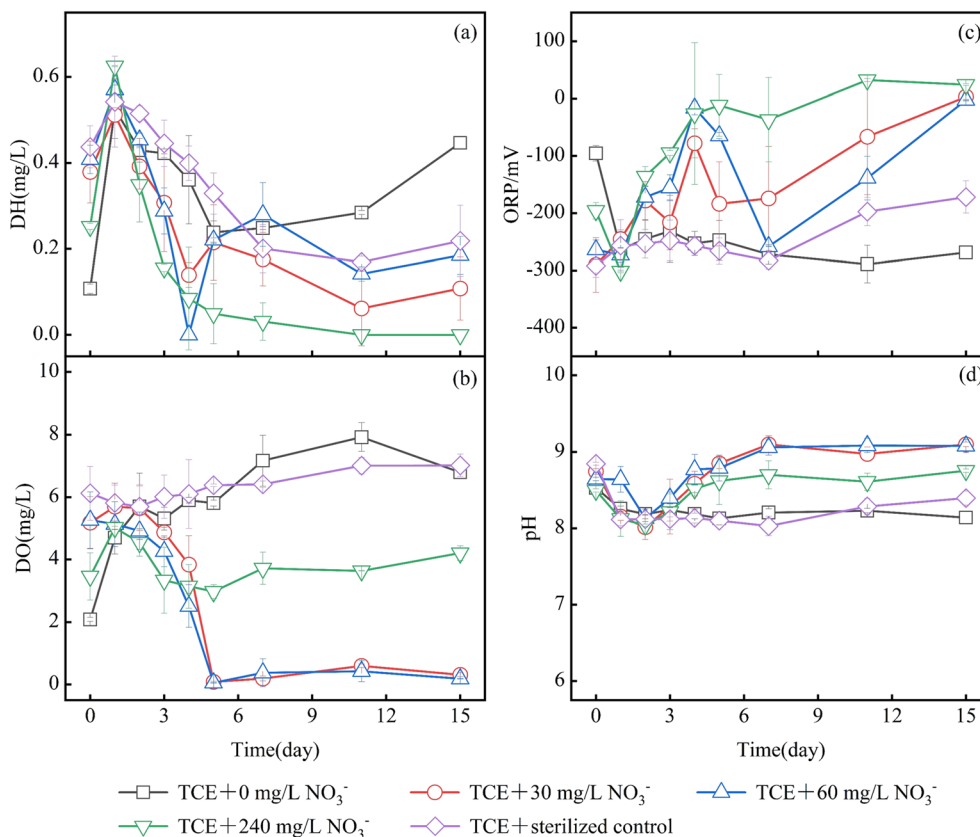 (a)
DH(mg/L)
0.6
0.4
0.2
0.0
(b)
DO(mg/L)
10
8
6
4
2
0
0 3 6 9 12 15
Time(day)
(c)
ORP/mV
100
0
-100
-200
-300
-400
(d)
pH
10
9
8
7
6
0 3 6 9 12 15
Time(day)
TCE+0 mg/L NO₃⁻ TCE+30 mg/L NO₃⁻ TCE+60 mg/L NO₃⁻
TCE+240 mg/L NO₃⁻ TCE+sterilized control